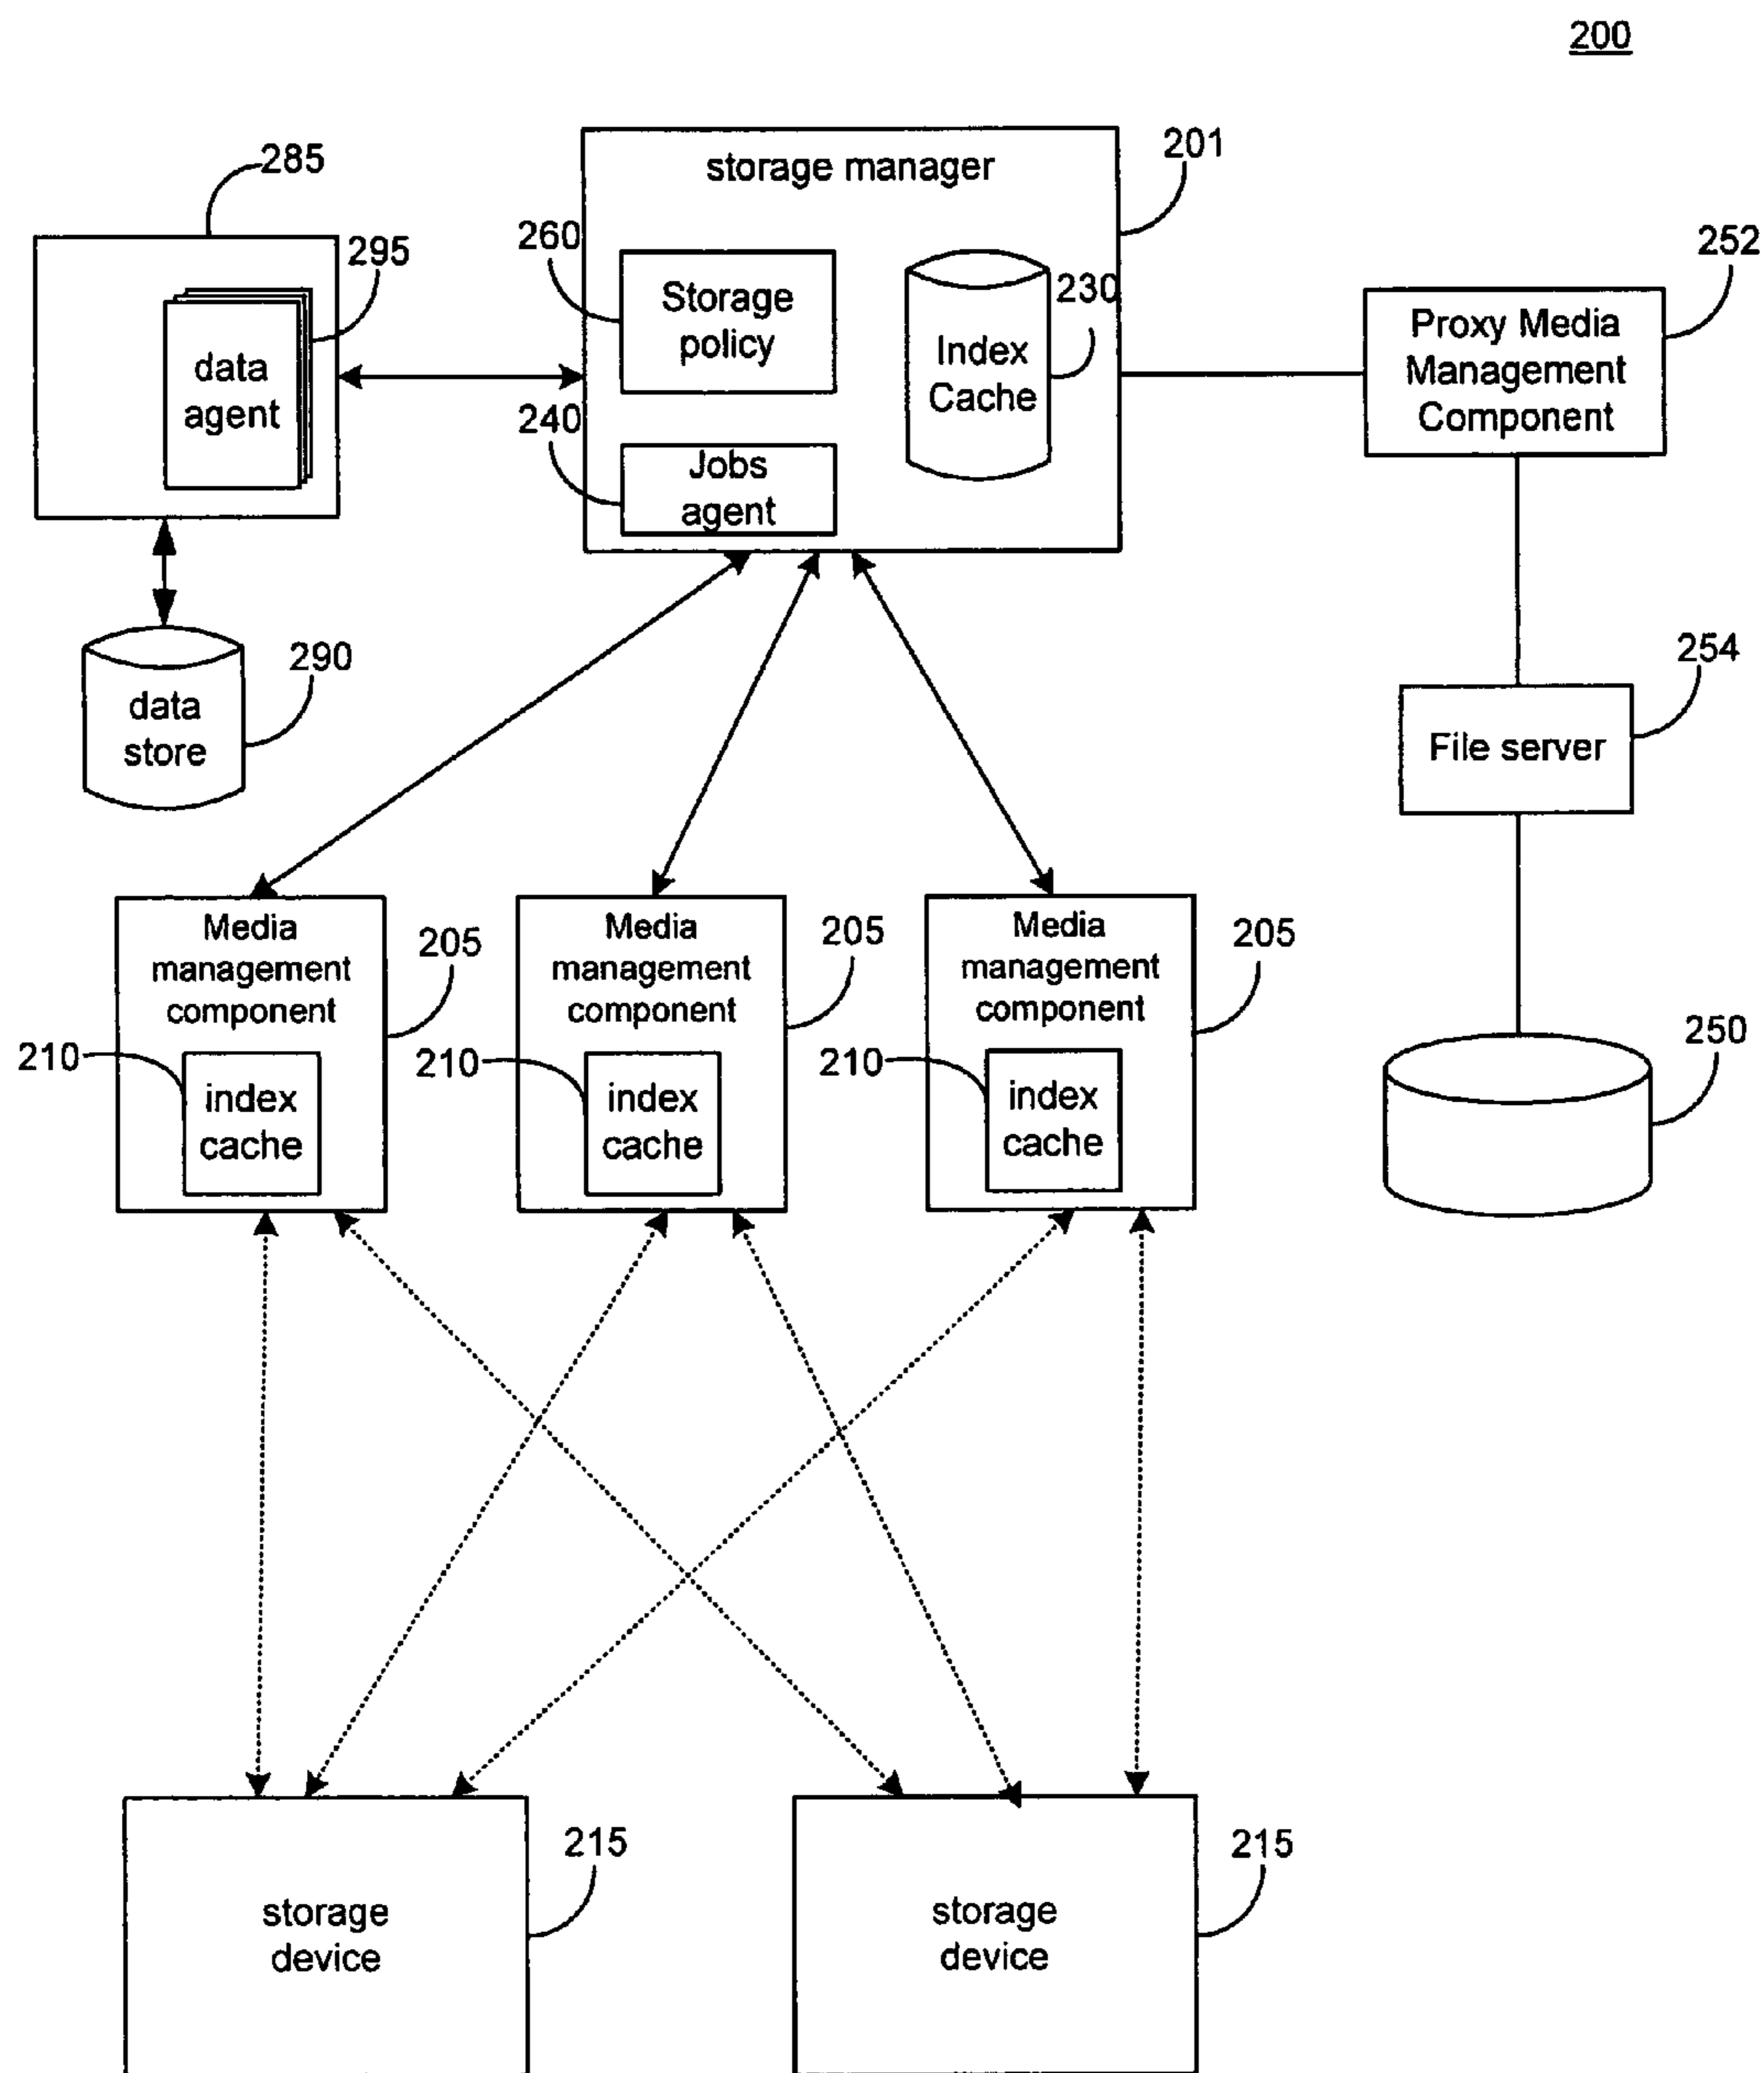 200
285
295
data
agent
290
data
store
storage manager
201
260
Storage
policy
230
Index
Cache
240
Jobs
agent
252
Proxy Media
Management
Component
254
File server
250
Media
management
component
205
210
index
cache
Media
management
component
205
210
index
cache
Media
management
component
205
210
index
cache
storage
device
215
storage
device
215